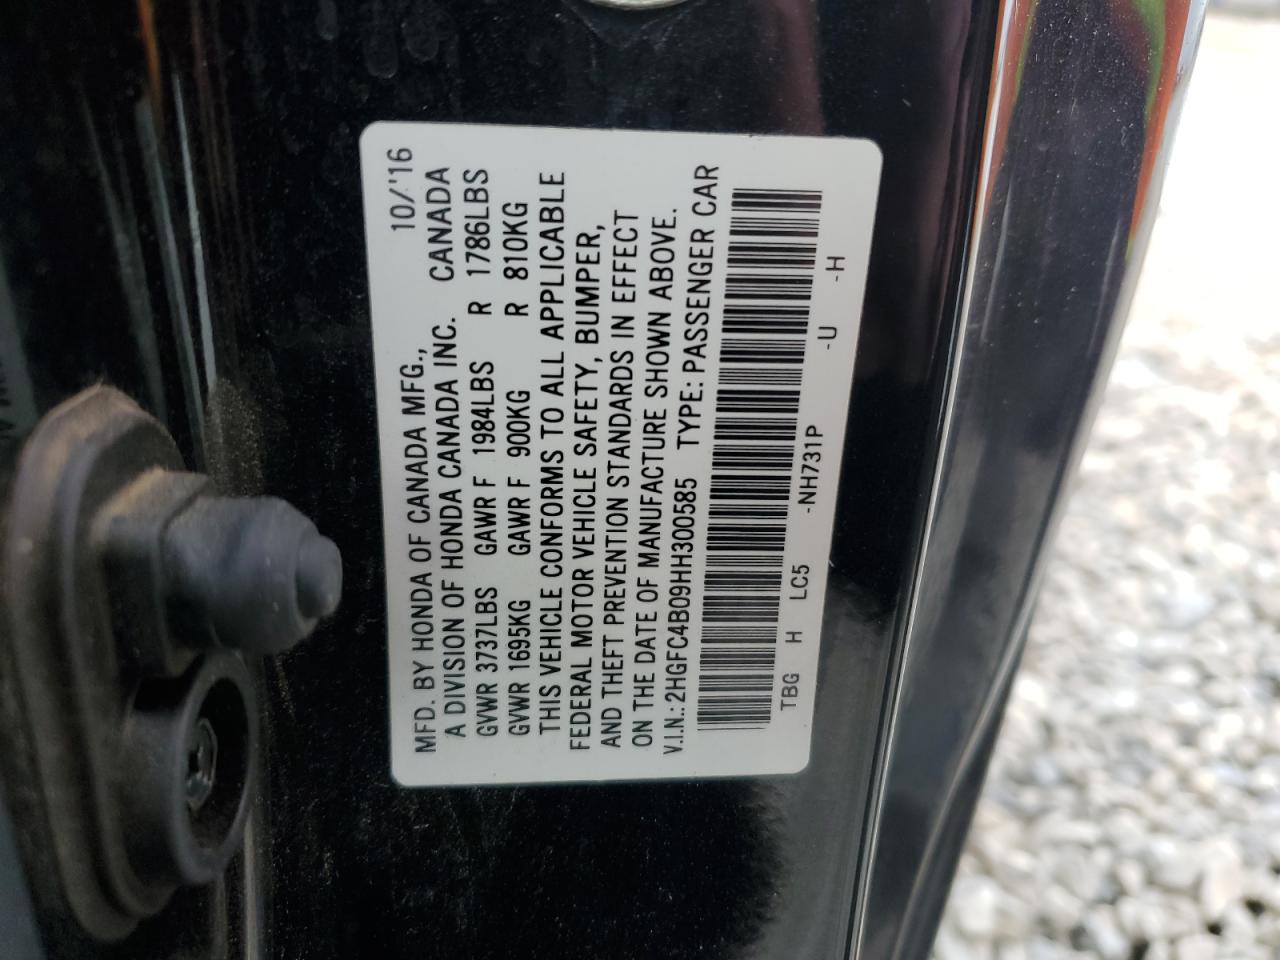 MFD. BY HONDA OF CANADA MFG., 10/'16
A DIVISION OF HONDA CANADA INC. CANADA
GVWR 3737LBS GAWR F 1984LBS R 1786LBS
GVWR 1695KG GAWR F 900KG R 810KG
THIS VEHICLE CONFORMS TO ALL APPLICABLE
FEDERAL MOTOR VEHICLE SAFETY, BUMPER,
AND THEFT PREVENTION STANDARDS IN EFFECT
ON THE DATE OF MANUFACTURE SHOWN ABOVE.
V.I.N.: 2HGFC4B09HH300585 TYPE: PASSENGER CAR
TBG H LC5 -NH731P -U -H